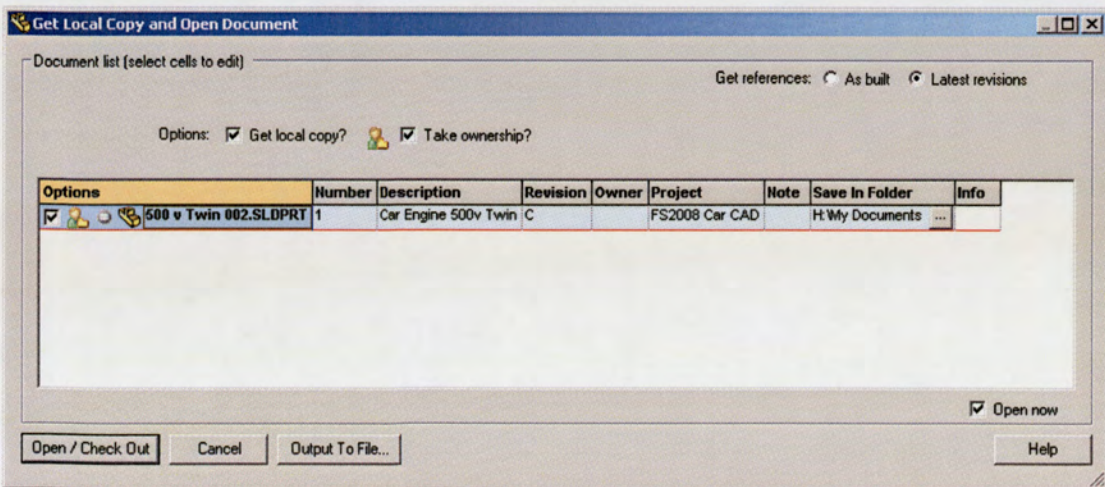 Get Local Copy and Open Document
Document list (select cells to edit)
Get references: As built Latest revisions
Options: Get local copy? Take ownership?
Options Number Description Revision Owner Project Note Save In Folder Info
500 v Twin 002.SLDPRT 1 Car Engine 500v Twin C FS2008 Car CAD H:\My Documents ...
Open now
Open / Check Out Cancel Output To File... Help